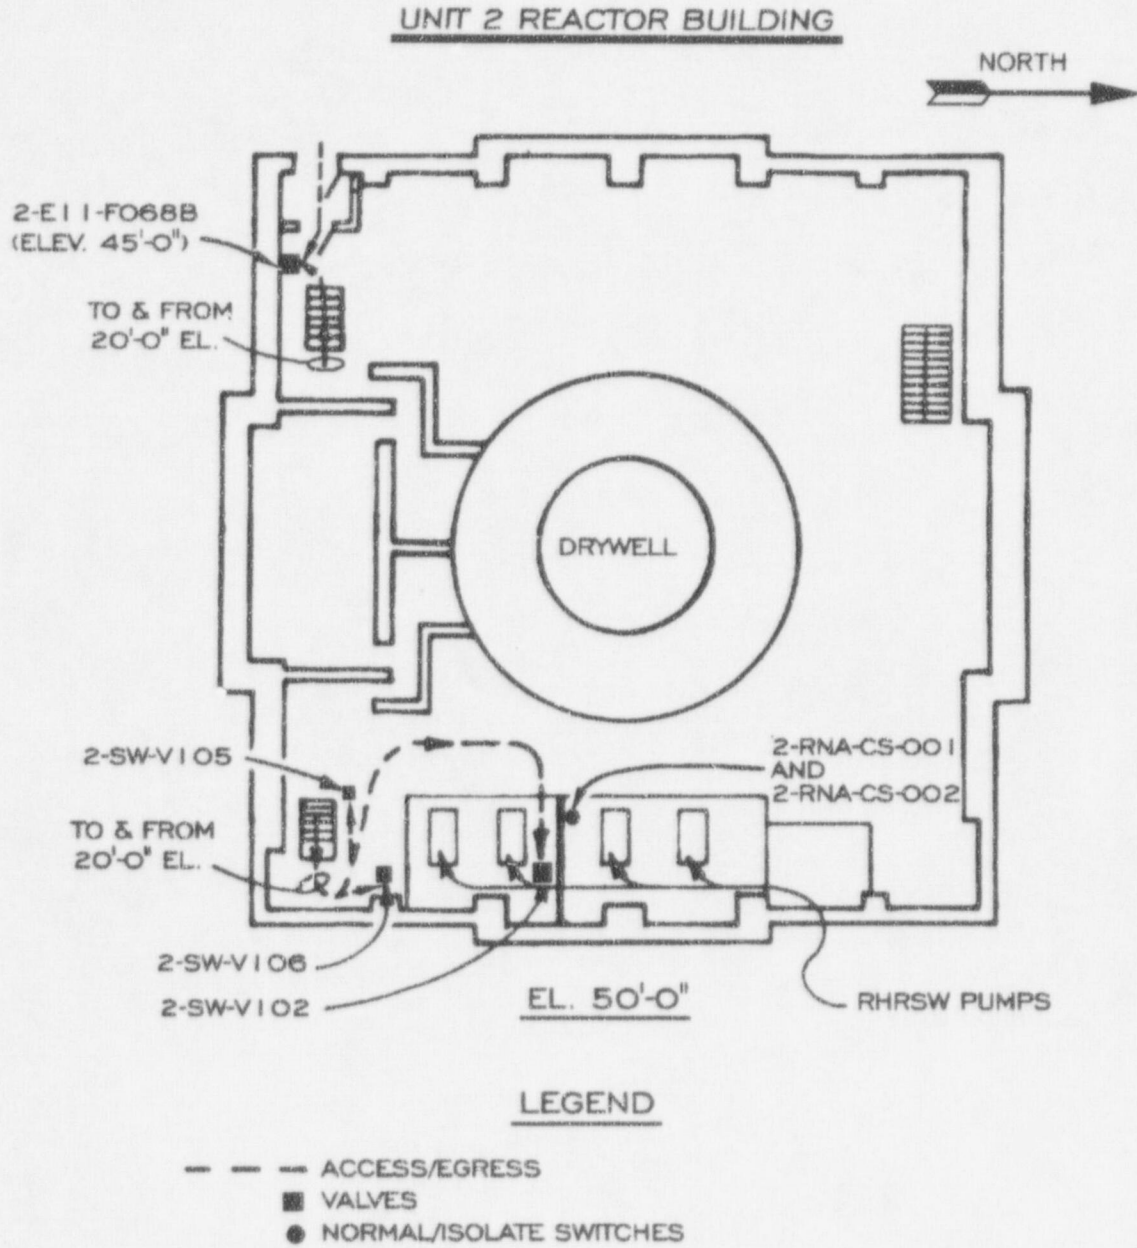 UNIT 2 REACTOR BUILDING
NORTH
2-E11-F068B
(ELEV. 45'-0")
TO & FROM
20'-0" EL.
DRYWELL
2-SW-V105
2-RNA-CS-001
AND
2-RNA-CS-002
TO & FROM
20'-0" EL.
2-SW-V106
2-SW-V102
EL. 50'-0"
RHRSW PUMPS
LEGEND
ACCESS/EGRESS
VALVES
NORMAL/ISOLATE SWITCHES